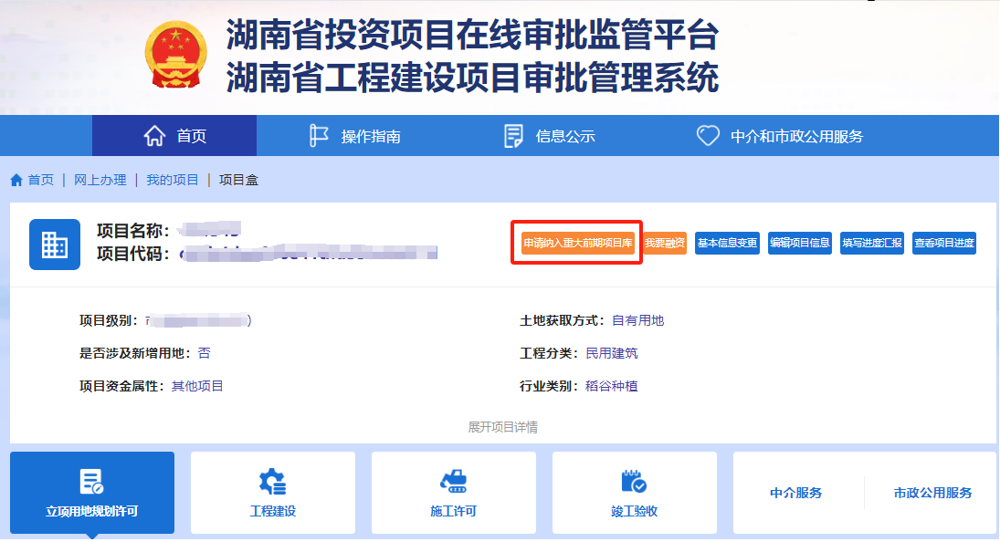 湖南省投资项目在线审批监管平台
湖南省工程建设项目审批管理系统
首页 操作指南 信息公示 中介和市政公用服务
首页 | 网上办理 | 我的项目 | 项目盒
项目名称：
项目代码：
申请纳入重大前期项目库 我要融资 基本信息变更 编辑项目信息 填写进度汇报 查看项目进度
项目级别： 土地获取方式：自有用地
是否涉及新增用地：否 工程分类：民用建筑
项目资金属性：其他项目 行业类别：稻谷种植
展开项目详情
立项用地规划许可 工程建设 施工许可 竣工验收 中介服务 市政公用服务